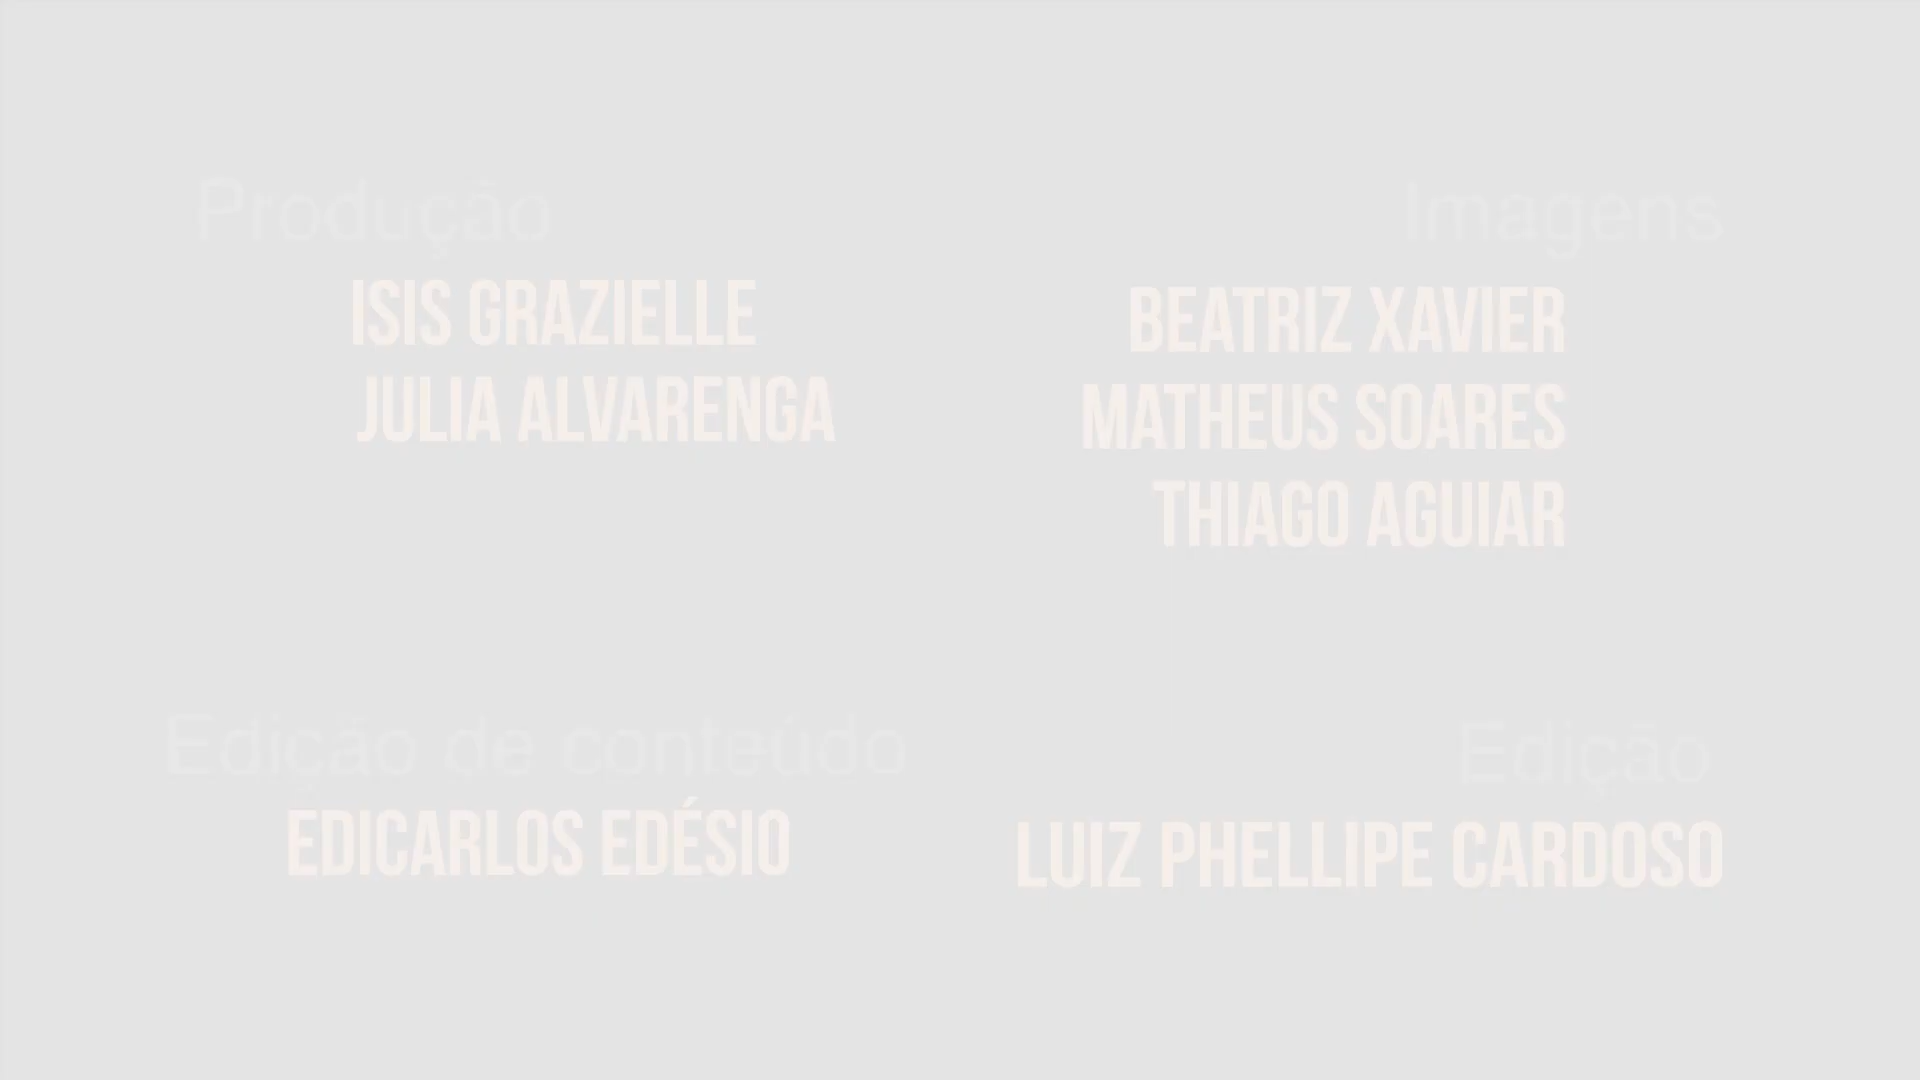 Produção
ISIS GRAZIELLE
JULIA ALVARENGA
Imagens
BEATRIZ XAVIER
MATHEUS SOARES
THIAGO AGUIAR
Edição de conteúdo
EDICARLOS EDÉSIO
Edição
LUIZ PHELLIPE CARDOSO